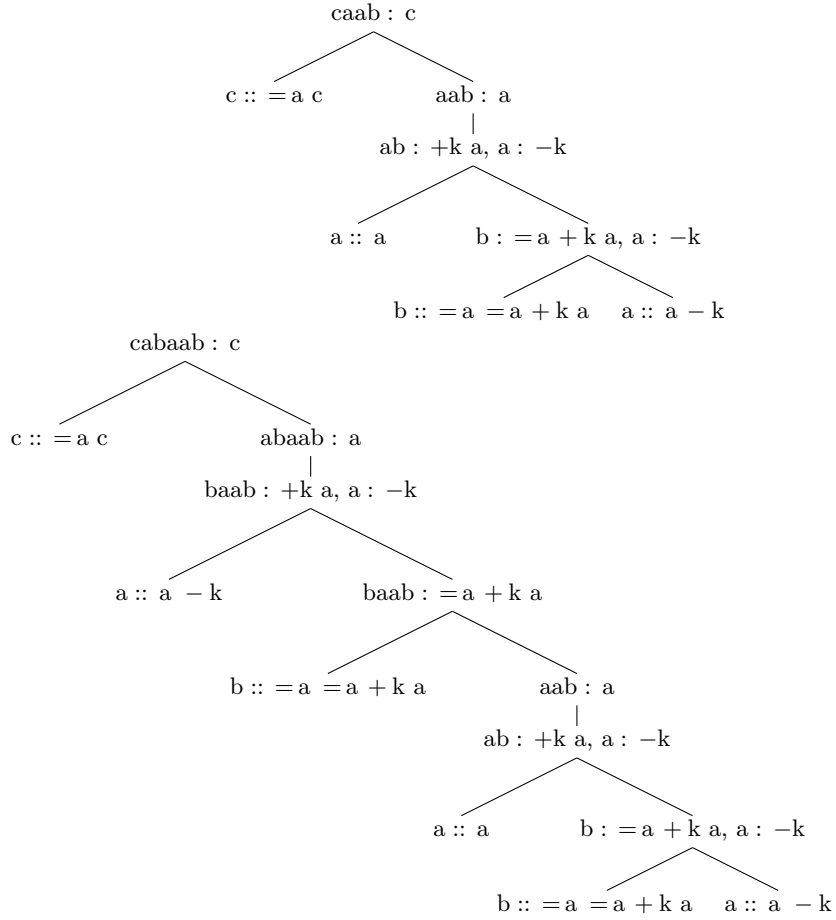 caab : c
c :: =a c aab : a
ab : +k a, a : −k
a :: a b : =a +k a, a : −k
b :: =a =a +k a a :: a −k
cabaab : c
c :: =a c abaab : a
baab : +k a, a : −k
a :: a −k baab : =a +k a
b :: =a =a +k a aab : a
ab : +k a, a : −k
a :: a b : =a +k a, a : −k
b :: =a =a +k a a :: a −k